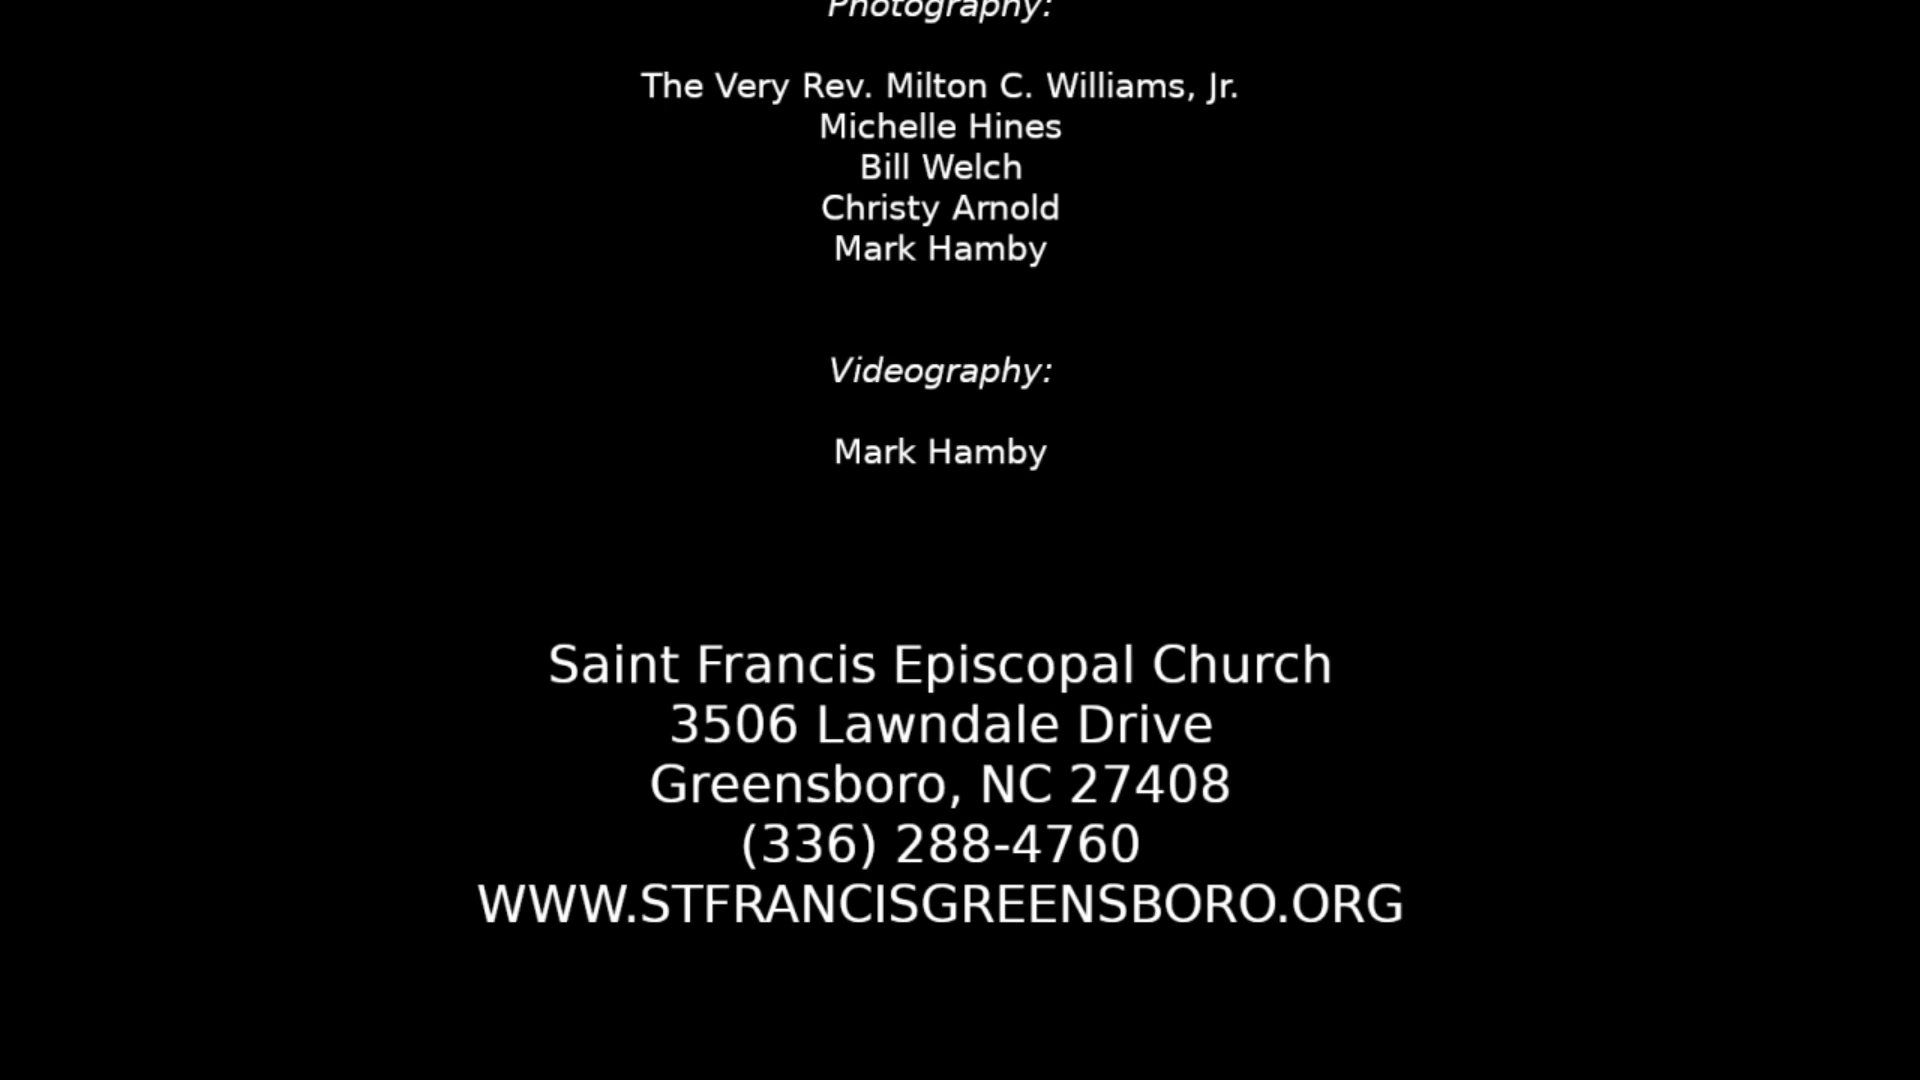 Photography:
The Very Rev. Milton C. Williams, Jr.
Michelle Hines
Bill Welch
Christy Arnold
Mark Hamby
Videography:
Mark Hamby
Saint Francis Episcopal Church
3506 Lawndale Drive
Greensboro, NC 27408
(336) 288-4760
WWW.STFRANCISGREENSBORO.ORG